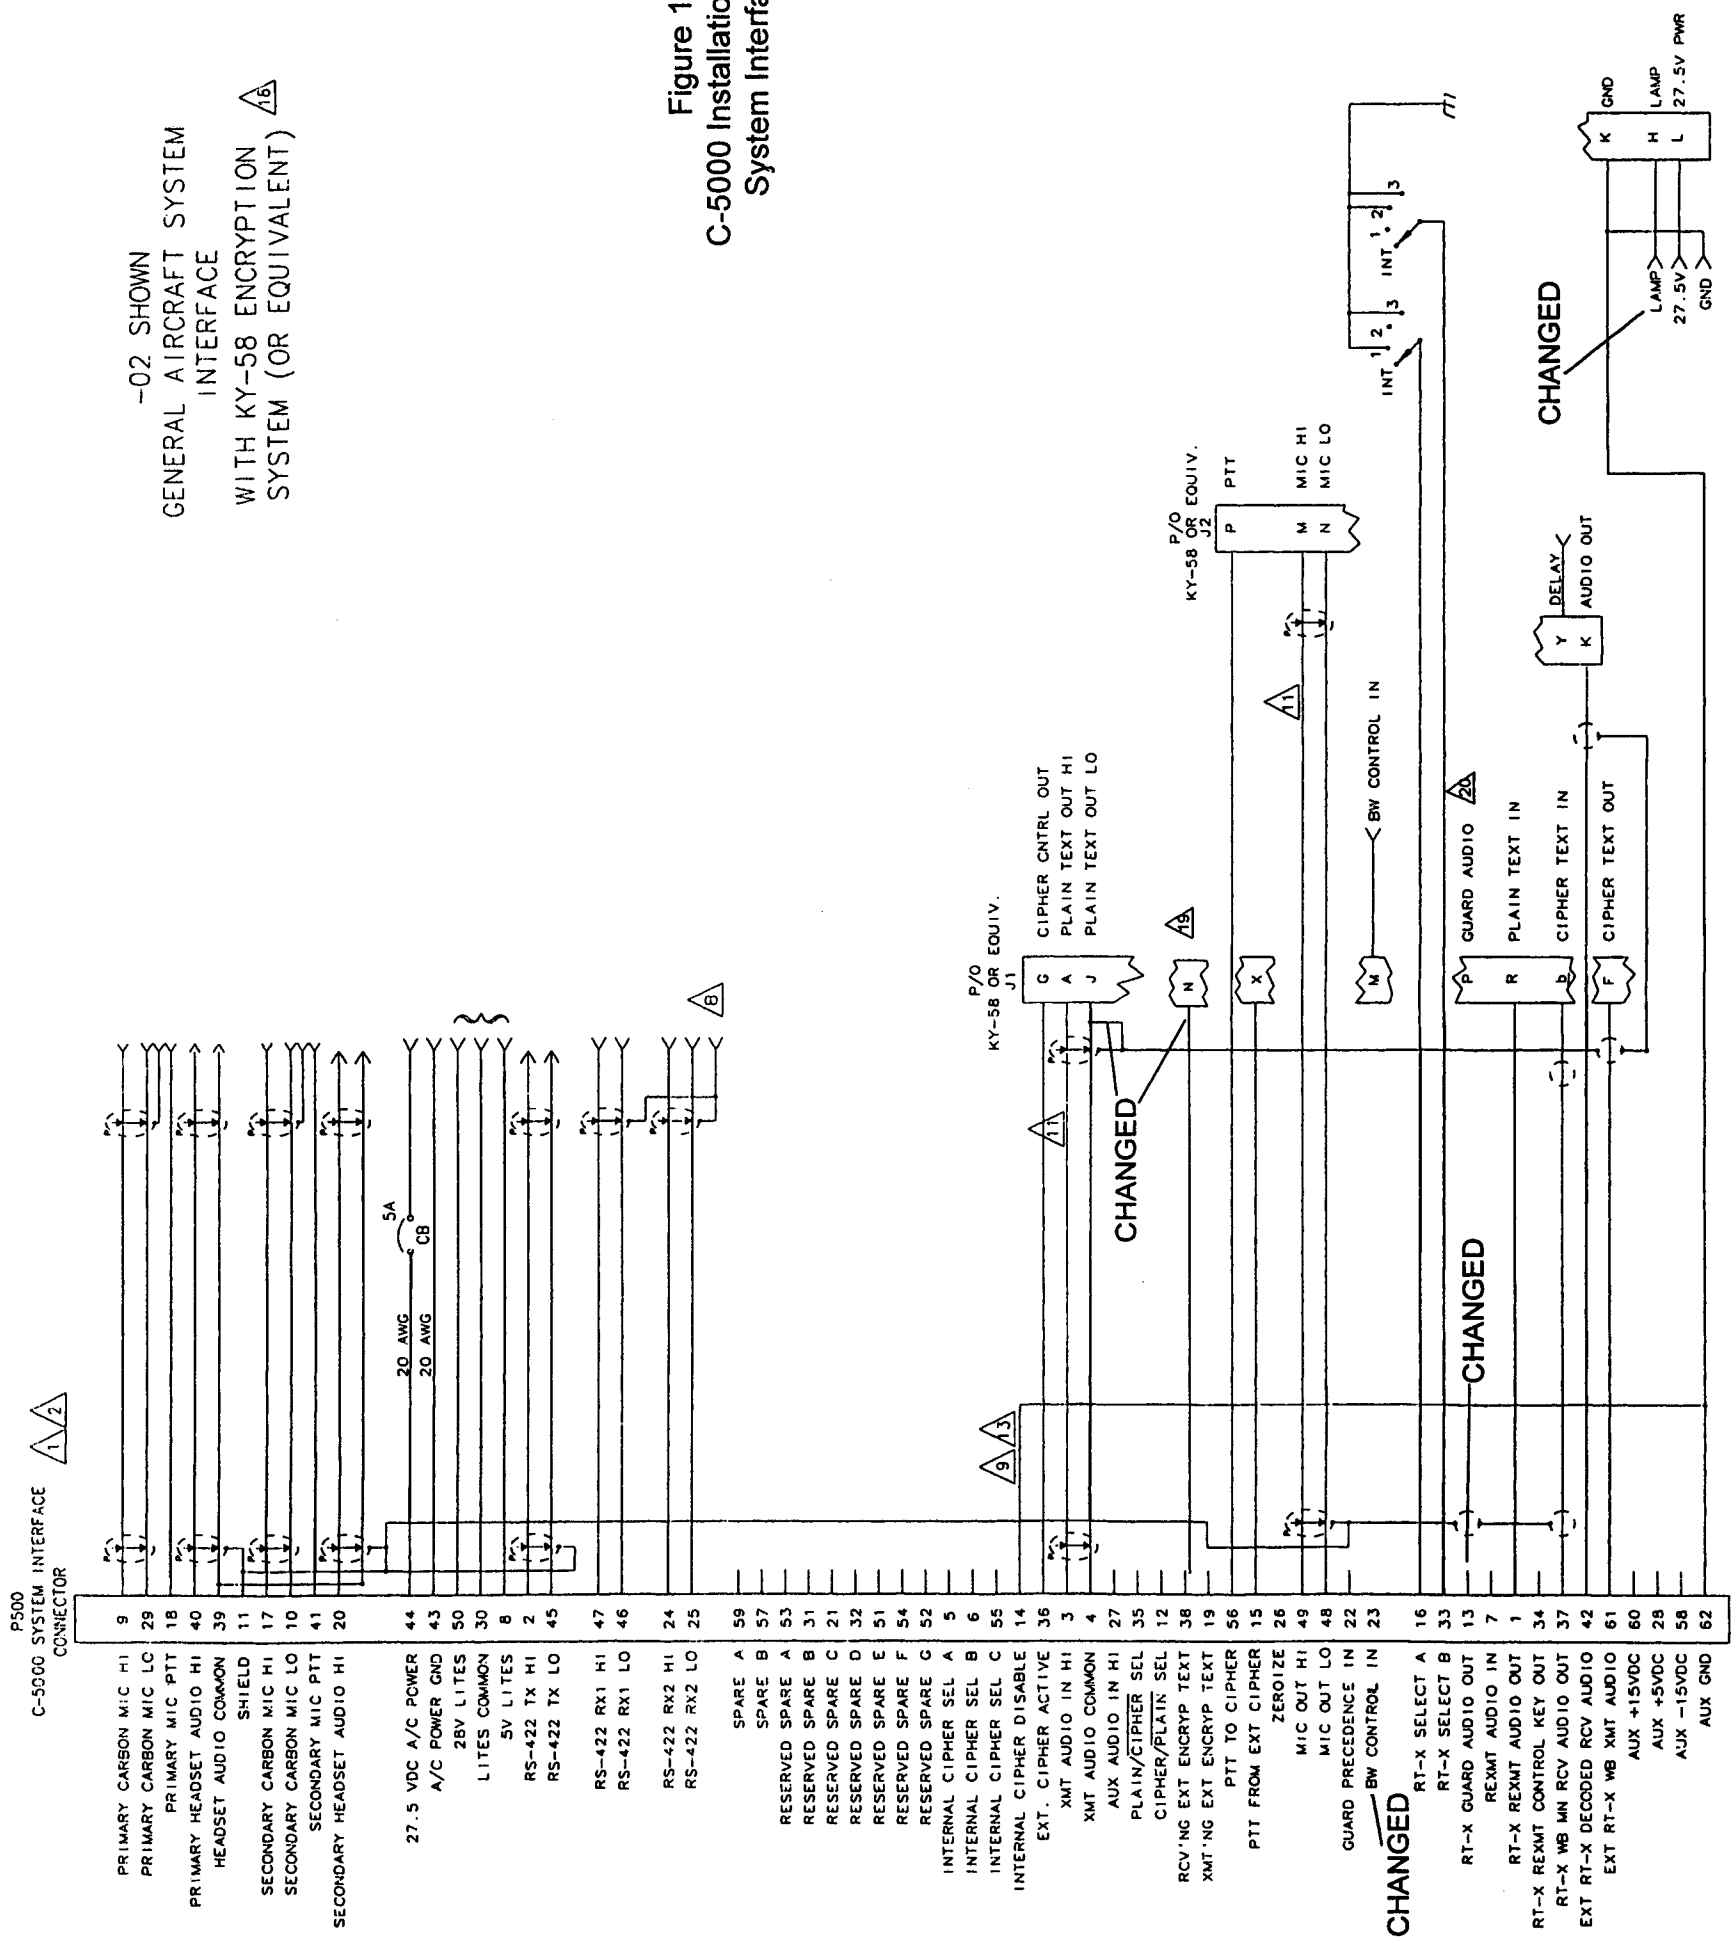 -02 SHOWN
GENERAL AIRCRAFT SYSTEM
INTERFACE
WITH KY-58 ENCRYPTION
SYSTEM (OR EQUIVALENT)
16
Figure 1
C-5000 Installatio
System Interfa
P500
C-5000 SYSTEM INTERFACE
CONNECTOR
1
2
PRIMARY CARBON MIC HI 9
PRIMARY CARBON MIC LO 29
PRIMARY MIC PTT 18
PRIMARY HEADSET AUDIO HI 40
HEADSET AUDIO COMMON 39
SHIELD 11
SECONDARY CARBON MIC HI 17
SECONDARY CARBON MIC LO 10
SECONDARY MIC PTT 41
SECONDARY HEADSET AUDIO HI 20
27.5 VDC A/C POWER 44
A/C POWER GND 43
28V LITES 50
LITES COMMON 30
5V LITES 8
RS-422 TX HI 2
RS-422 TX LO 45
RS-422 RX1 HI 47
RS-422 RX1 LO 46
RS-422 RX2 HI 24
RS-422 RX2 LO 25
SPARE A 59
SPARE B 57
RESERVED SPARE A 53
RESERVED SPARE B 31
RESERVED SPARE C 21
RESERVED SPARE D 32
RESERVED SPARE E 51
RESERVED SPARE F 54
RESERVED SPARE G 52
INTERNAL CIPHER SEL A 5
INTERNAL CIPHER SEL B 6
INTERNAL CIPHER SEL C 55
INTERNAL CIPHER DISABLE 14
EXT. CIPHER ACTIVE 36
XMT AUDIO IN HI 3
XMT AUDIO COMMON 4
AUX AUDIO IN HI 27
PLAIN/CIPHER SEL 35
CIPHER/PLAIN SEL 12
RCV'NG EXT ENCRYP TEXT 38
XMT'NG EXT ENCRYP TEXT 19
PTT TO CIPHER 56
PTT FROM EXT CIPHER 15
ZEROIZE 26
MIC OUT HI 49
MIC OUT LO 48
GUARD PRECEDENCE IN 22
BW CONTROL IN 23
CHANGED
RT-X SELECT A 16
RT-X SELECT B 33
RT-X GUARD AUDIO OUT 13
REXMT AUDIO IN 7
RT-X REXMT AUDIO OUT 1
RT-X REXMT CONTROL KEY OUT 34
RT-X WB MN RCV AUDIO OUT 37
EXT RT-X DECODED RCV AUDIO 42
EXT RT-X WB XMT AUDIO 61
AUX +15VDC 60
AUX +5VDC 28
AUX -15VDC 58
AUX GND 62
P
P
P
P
P
P
P
P
20 AWG
20 AWG
5A
CB
P
P
P
P
8
9
13
11
P
P
P/O
KY-58 OR EQUIV.
J1
G CIPHER CNTRL OUT
A PLAIN TEXT OUT HI
J PLAIN TEXT OUT LO
CHANGED
N
19
X
P
P
11
P/O
KY-58 OR EQUIV.
J2
P PTT
M MIC HI
N MIC LO
M
BW CONTROL IN
20
CHANGED
P GUARD AUDIO
R PLAIN TEXT IN
b CIPHER TEXT IN
F CIPHER TEXT OUT
Y DELAY
K AUDIO OUT
INT 1 2 3
INT 1 2 3
CHANGED
LAMP
27.5V
GND
K GND
H LAMP
L 27.5V PWR